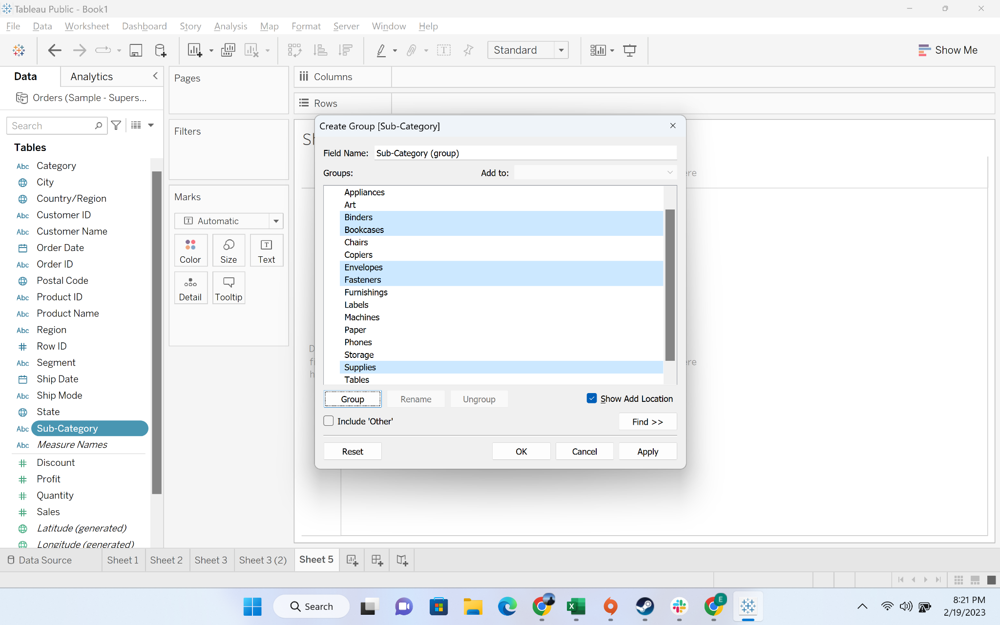 Tableau Public - Book1
File Data Worksheet Dashboard Story Analysis Map Format Server Window Help
Standard
Show Me
Data
Analytics
Orders (Sample - Supers...
Search
Tables
Abc Category
City
Country/Region
Abc Customer ID
Abc Customer Name
Order Date
Abc Order ID
Postal Code
Abc Product ID
Abc Product Name
Abc Region
# Row ID
Abc Segment
Ship Date
Abc Ship Mode
State
Abc Sub-Category
Abc Measure Names
# Discount
# Profit
# Quantity
# Sales
Latitude (generated)
Longitude (generated)
Pages
Filters
Marks
T Automatic
Color
Size
T Text
Detail
Tooltip
Columns
Rows
Create Group [Sub-Category]
Field Name: Sub-Category (group)
Groups:
Add to:
Appliances
Art
Binders
Bookcases
Chairs
Copiers
Envelopes
Fasteners
Furnishings
Labels
Machines
Paper
Phones
Storage
Supplies
Tables
Group
Rename
Ungroup
Show Add Location
Include 'Other'
Find >>
Reset
OK
Cancel
Apply
Data Source
Sheet 1
Sheet 2
Sheet 3
Sheet 3 (2)
Sheet 5
Search
E
8:21 PM
2/19/2023